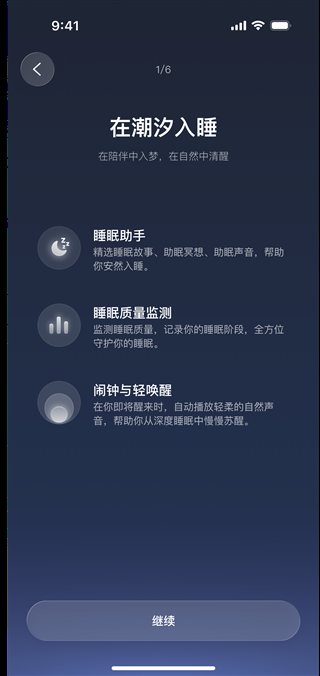 9:41
1/6
在潮汐入睡
在陪伴中入梦，在自然中清醒
睡眠助手
精选睡眠故事、助眠冥想、助眠声音，帮助
你安然入睡。
睡眠质量监测
监测睡眠质量，记录你的睡眠阶段，全方位
守护你的睡眠。
闹钟与轻唤醒
在你即将醒来时，自动播放轻柔的自然声
音，帮助你从深度睡眠中慢慢苏醒。
继续